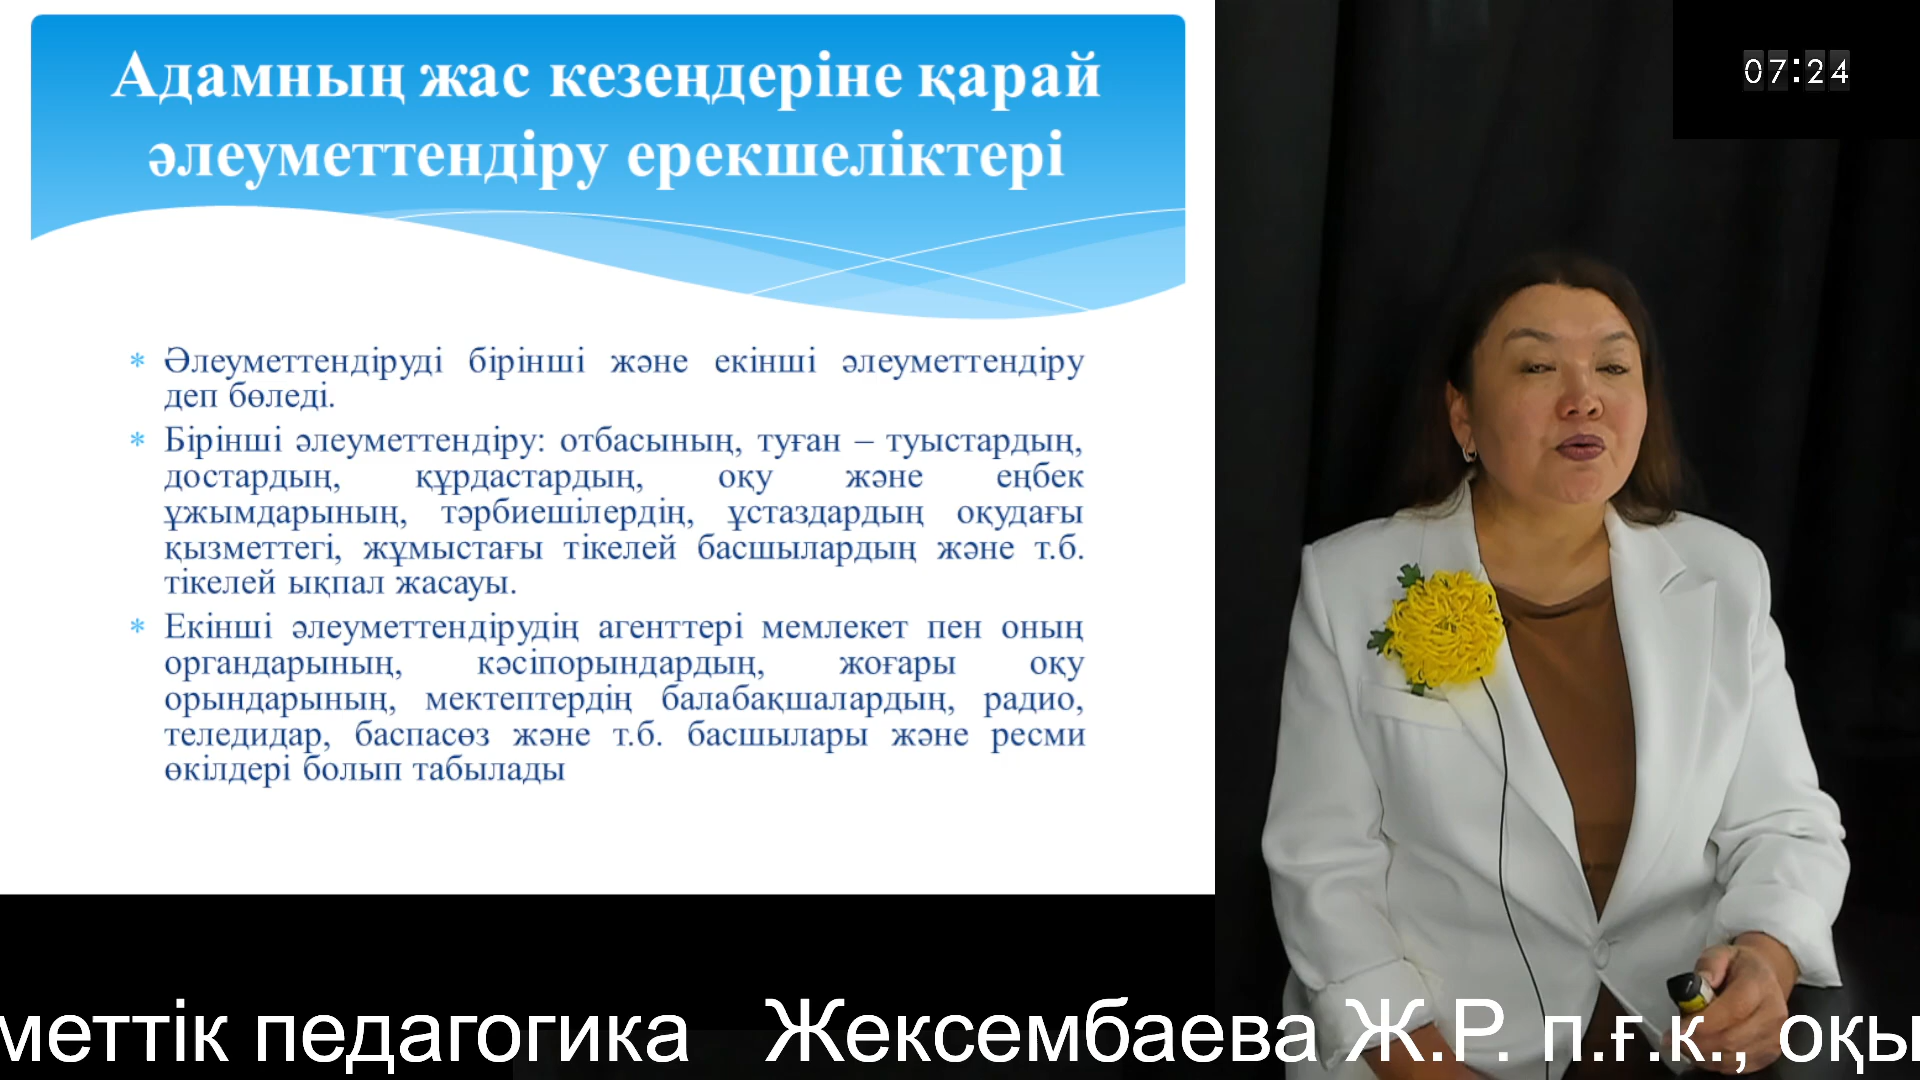 Адамның жас кезеңдеріне қарай
әлеуметтендіру ерекшеліктері
07:24
* Әлеуметтендіруді бірінші және екінші әлеуметтендіру
деп бөледі.
* Бірінші әлеуметтендіру: отбасының, туған – туыстардың,
достардың, құрдастардың, оқу және еңбек
ұжымдарының, тәрбиешілердің, ұстаздардың оқудағы
қызметтегі, жұмыстағы тікелей басшылардың және т.б.
тікелей ықпал жасауы.
* Екінші әлеуметтендірудің агенттері мемлекет пен оның
органдарының, кәсіпорындардың, жоғары оқу
орындарының, мектептердің балабақшалардың, радио,
теледидар, баспасөз және т.б. басшылары және ресми
өкілдері болып табылады
меттік педагогика Жексембаева Ж.Р. п.ғ.к., оқы